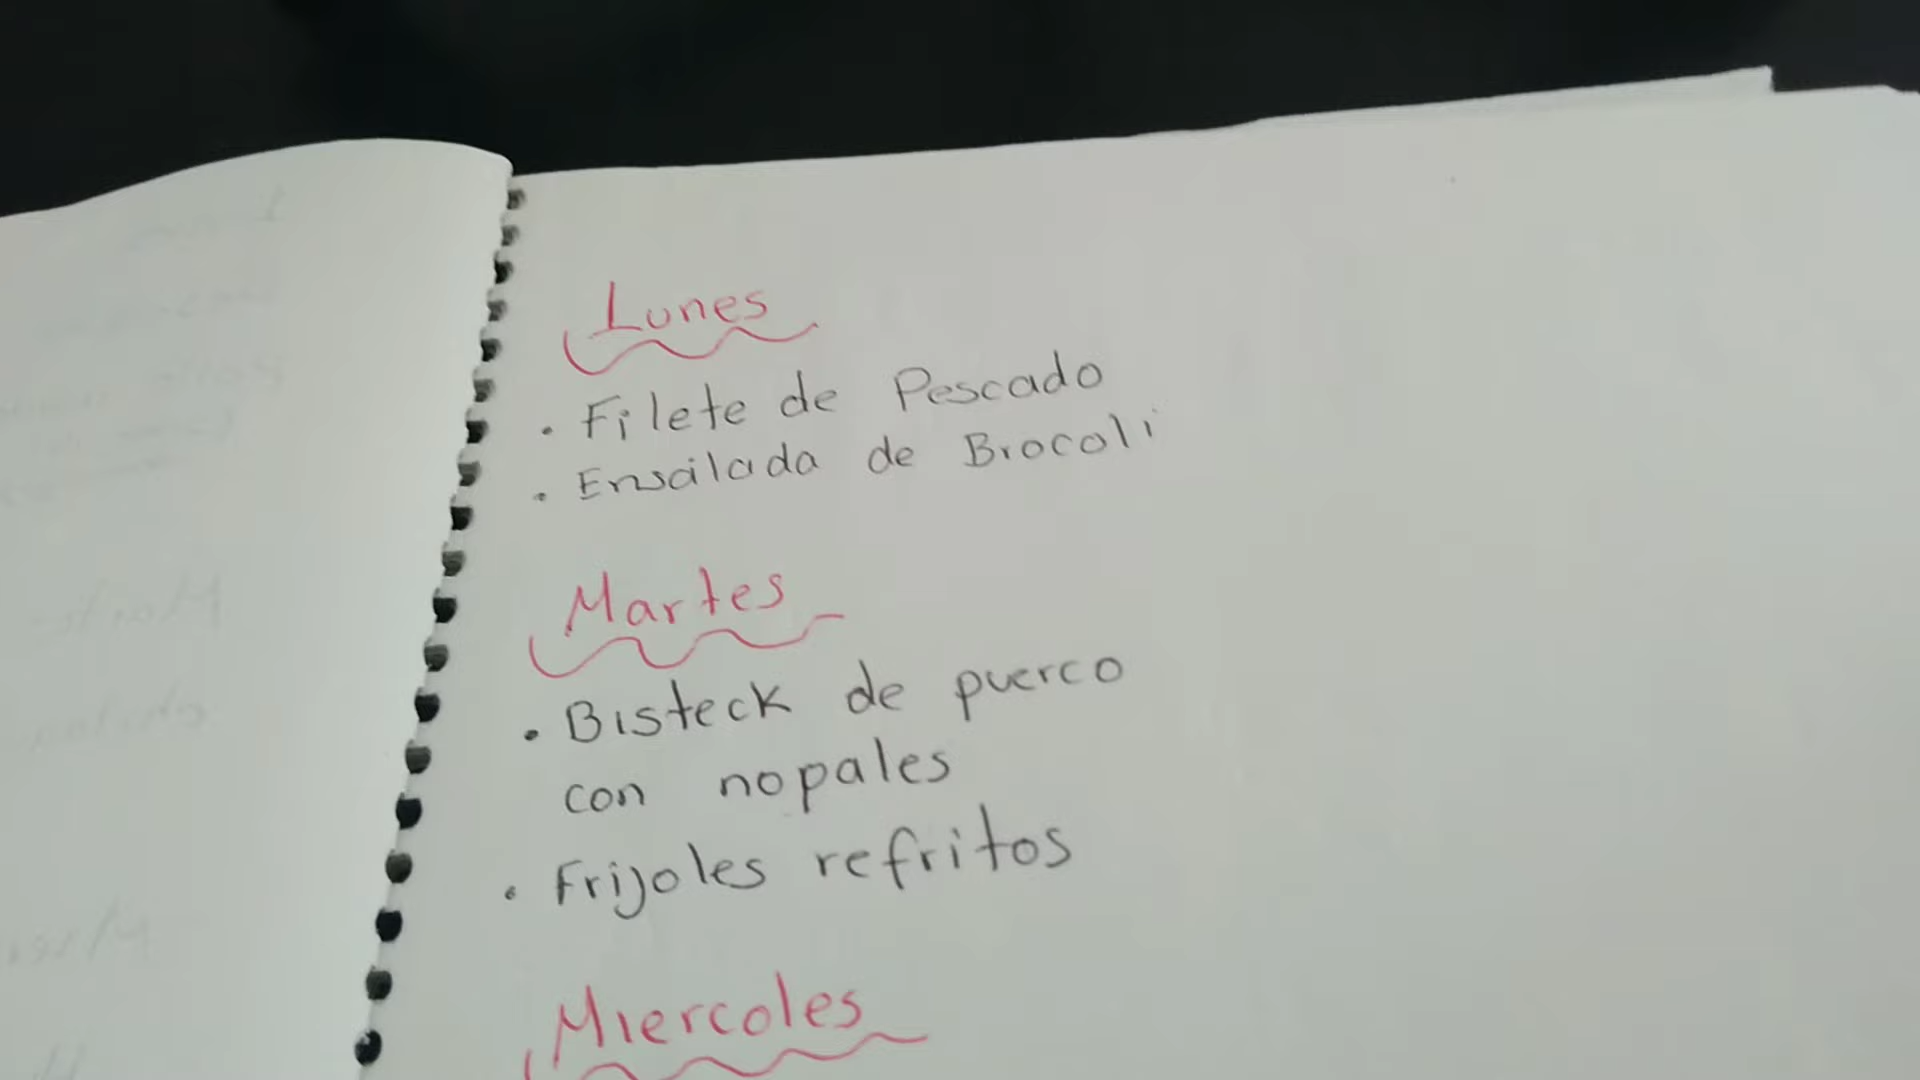 Lunes
. Filete de Pescado
. Ensalada de Brocoli
Martes
. Bisteck de puerco
con nopales
. Frijoles refritos
Miercoles